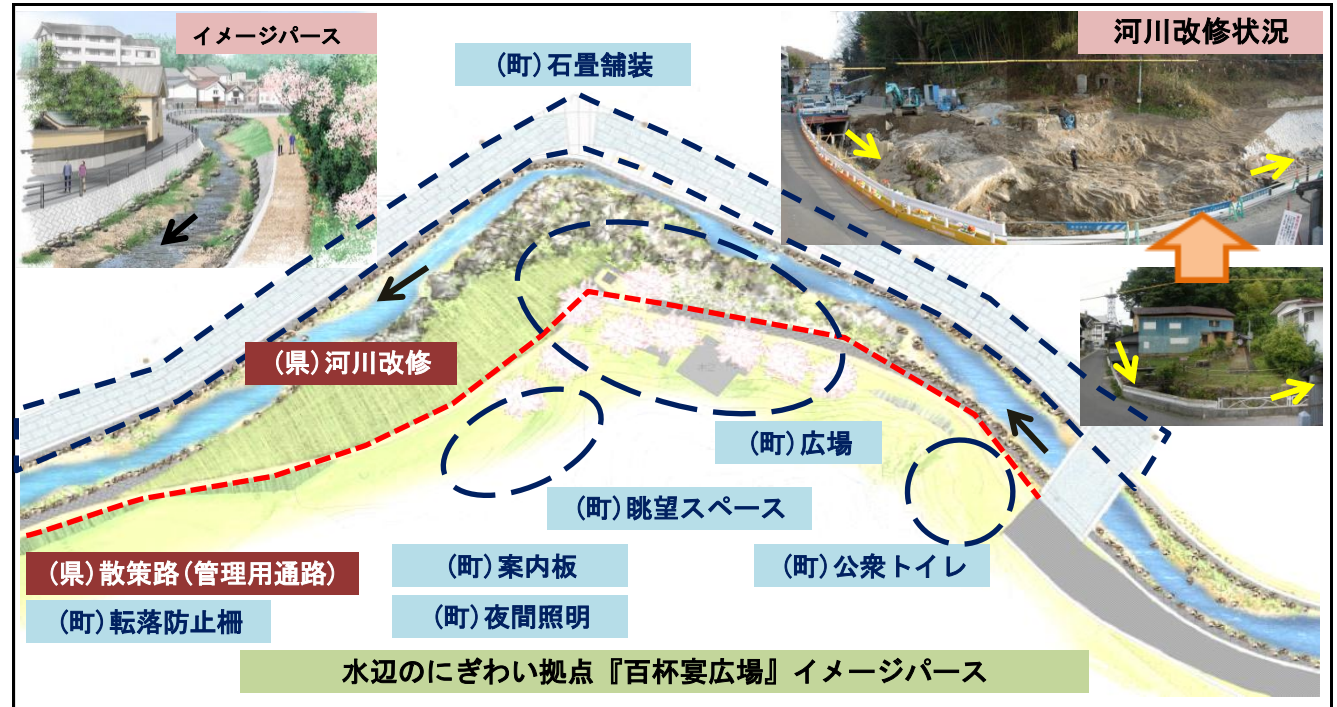 イメージパース
河川改修状況
(町)石畳舗装
(県)河川改修
(町)広場
(町)眺望スペース
(県)散策路(管理用通路)
(町)案内板
(町)公衆トイレ
(町)転落防止柵
(町)夜間照明
水辺のにぎわい拠点『百杯宴広場』イメージパース